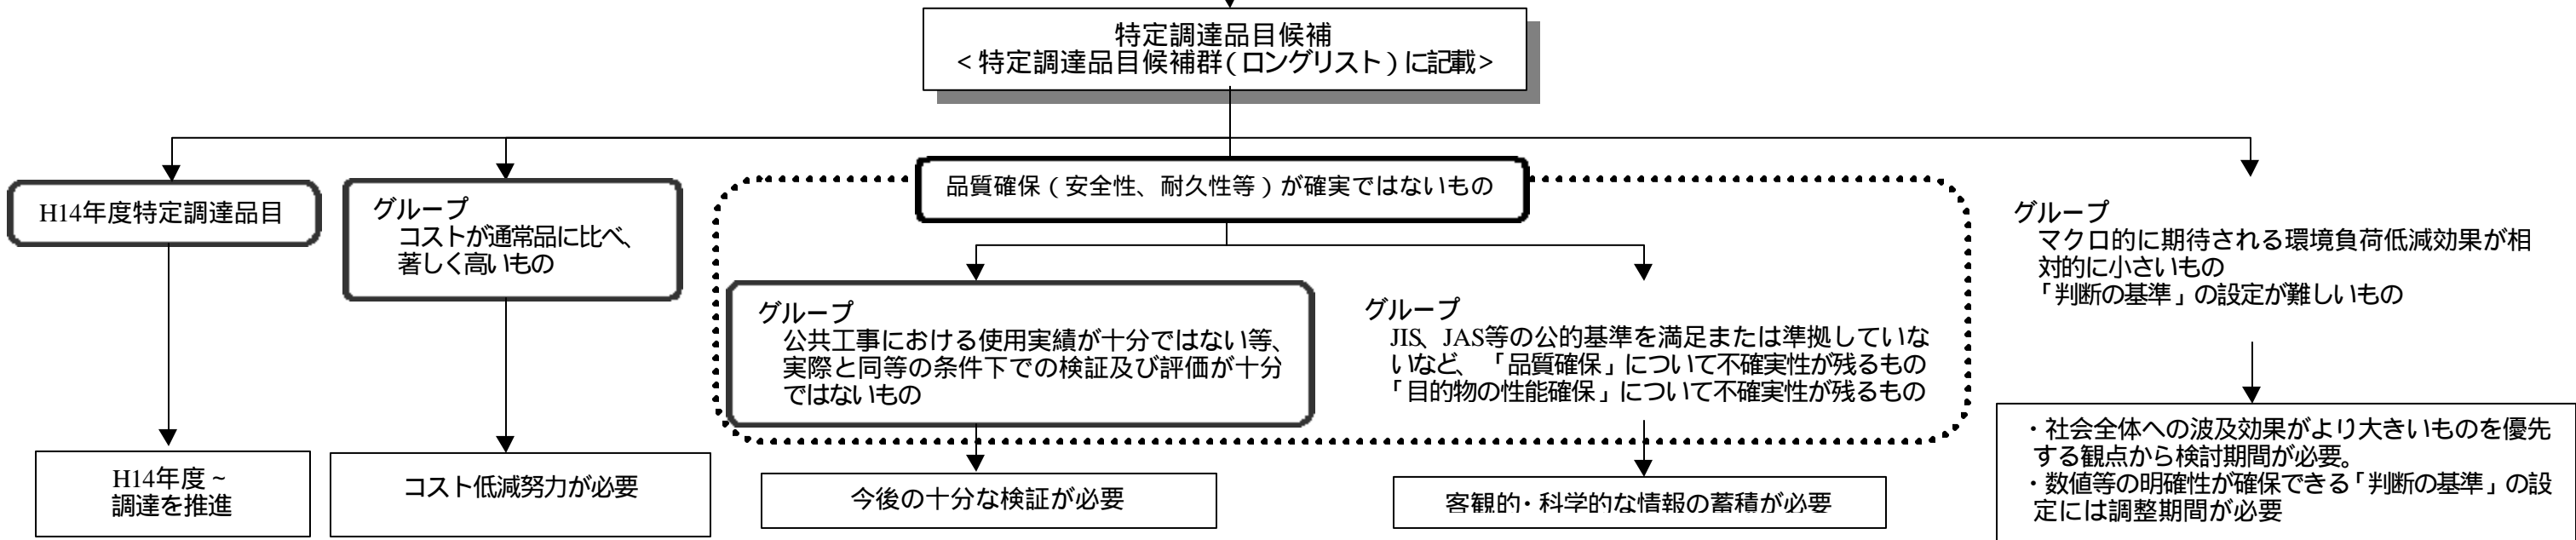 特定調達品目候補
<特定調達品目候補群(ロングリスト)に記載>
H14年度特定調達品目
グループ
コストが通常品に比べ、
著しく高いもの
品質確保(安全性、耐久性等)が確実ではないもの
グループ
公共工事における使用実績が十分ではない等、
実際と同等の条件下での検証及び評価が十分
ではないもの
グループ
JIS、JAS等の公的基準を満足または準拠していな
いなど、「品質確保」について不確実性が残るもの
「目的物の性能確保」について不確実性が残るもの
グループ
マクロ的に期待される環境負荷低減効果が相
対的に小さいもの
「判断の基準」の設定が難しいもの
H14年度~
調達を推進
コスト低減努力が必要
今後の十分な検証が必要
客観的・科学的な情報の蓄積が必要
・社会全体への波及効果がより大きいものを優先
する観点から検討期間が必要。
・数値等の明確性が確保できる「判断の基準」の設
定には調整期間が必要